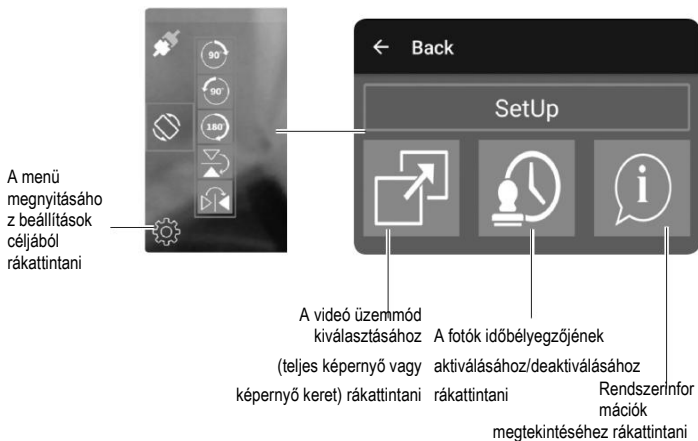 90°
90°
180°
← Back
SetUp
i
A menü
megnyitásáho
z beállítások
céljából
rákattintani
A videó üzemmód
kiválasztásához
(teljes képernyő vagy
képernyő keret) rákattintani
A fotók időbélyegzőjének
aktiválásához/deaktiválásához
rákattintani
Rendszerinfor
mációk
megtekintéséhez rákattintani